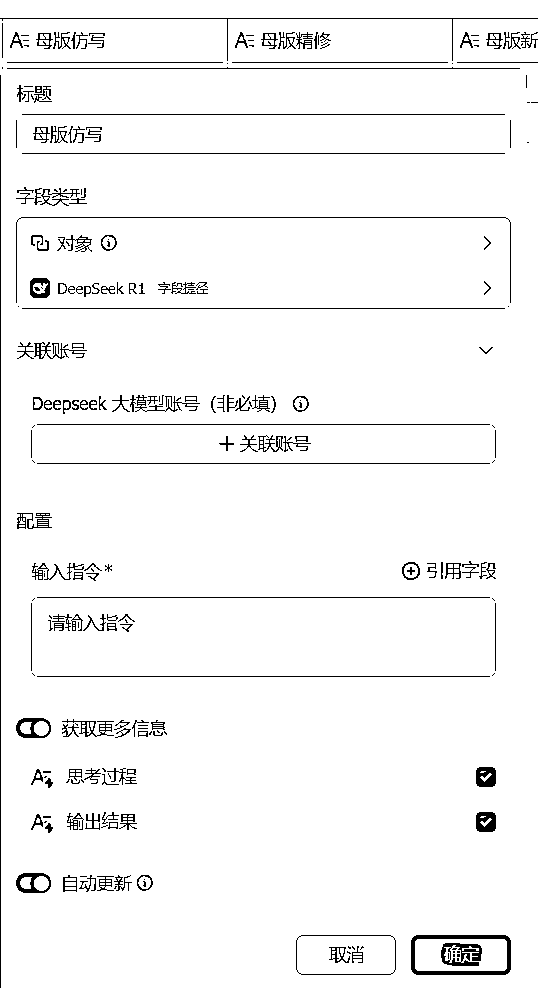 母版仿写 母版精修 母版新
标题
母版仿写
字段类型
对象
DeepSeek R1 字段捷径
关联账号
Deepseek 大模型账号（非必填）
+ 关联账号
配置
输入指令* 引用字段
请输入指令
获取更多信息
思考过程
输出结果
自动更新
取消 确定